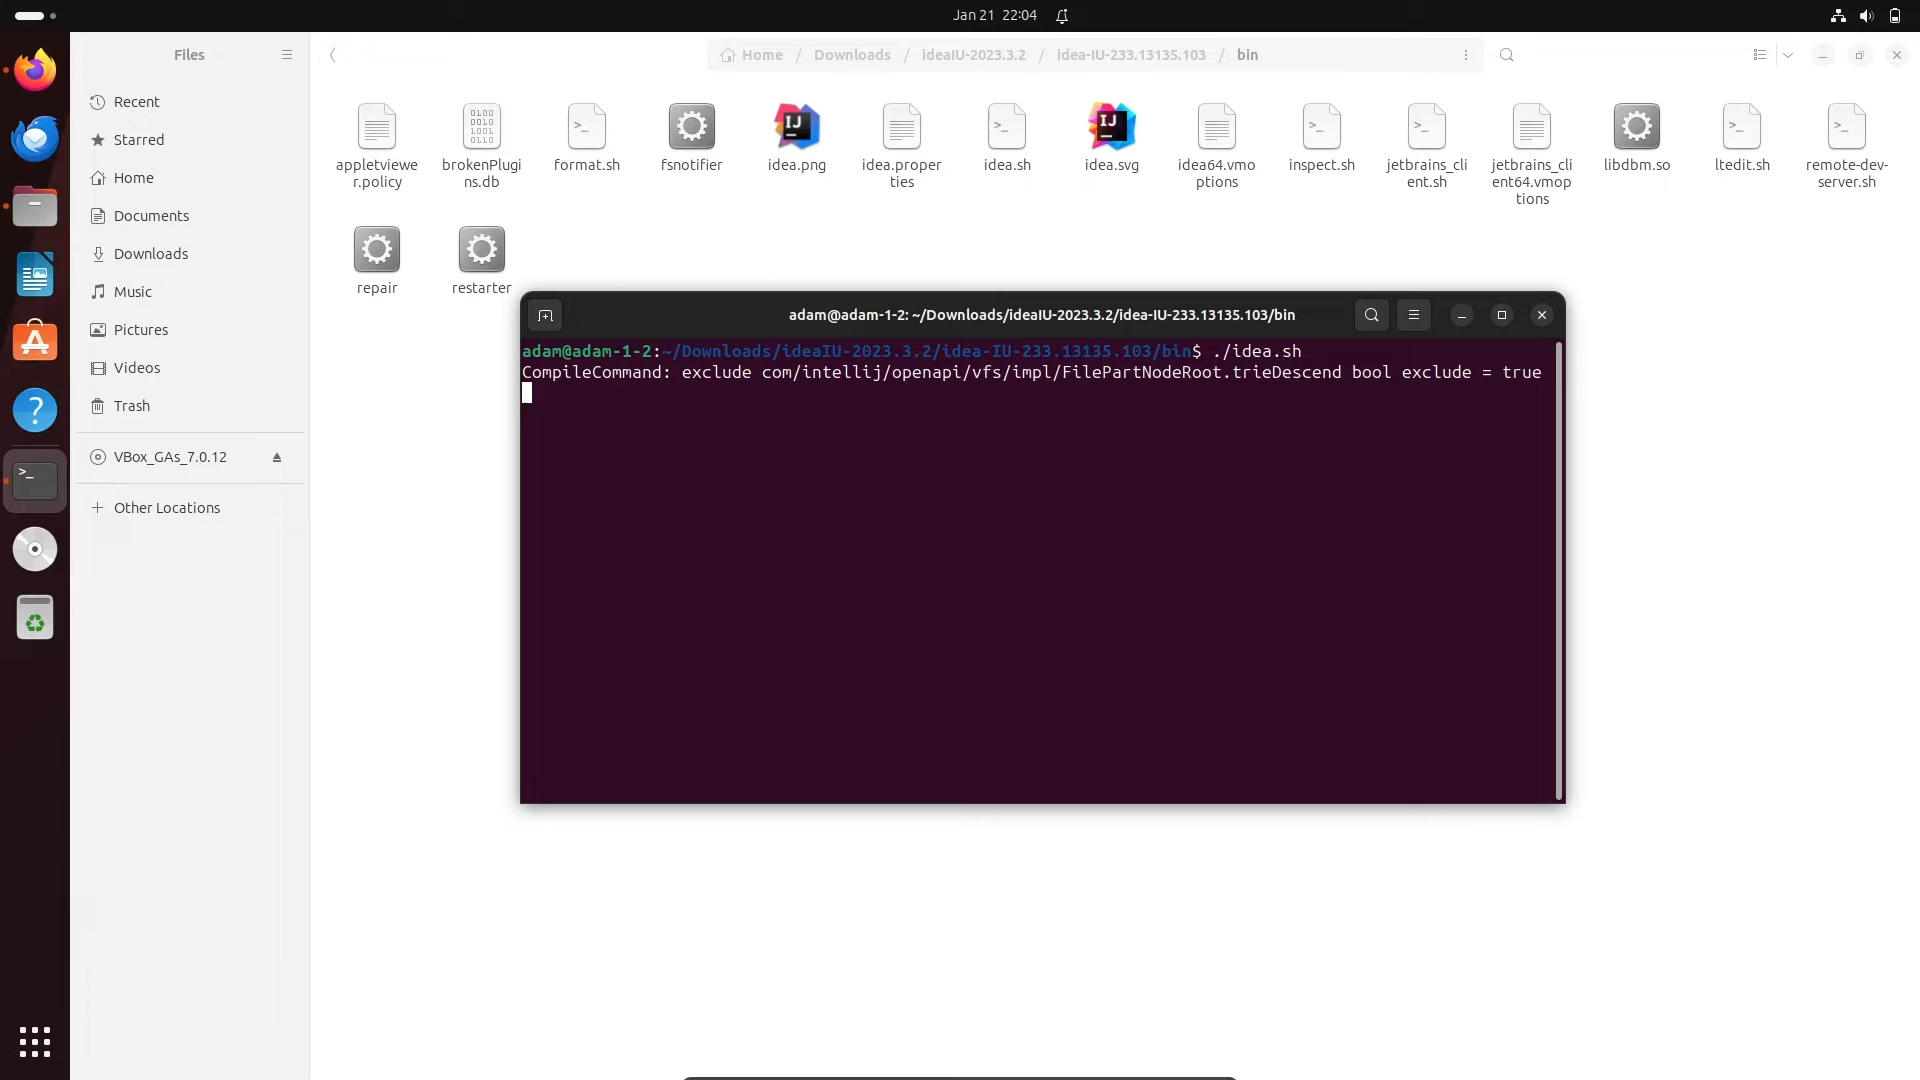 Jan 21 22:04
Files
Home / Downloads / ideaIU-2023.3.2 / idea-IU-233.13135.103 / bin
Recent
Starred
Home
Documents
Downloads
Music
Pictures
Videos
Trash
VBox_GAs_7.0.12
Other Locations
appletviewe
r.policy
brokenPlugi
ns.db
format.sh
fsnotifier
idea.png
idea.proper
ties
idea.sh
idea.svg
idea64.vmo
ptions
inspect.sh
jetbrains_cli
ent.sh
jetbrains_cli
ent64.vmop
tions
libdbm.so
ltedit.sh
remote-dev-
server.sh
repair
restarter
adam@adam-1-2: ~/Downloads/ideaIU-2023.3.2/idea-IU-233.13135.103/bin
adam@adam-1-2:~/Downloads/ideaIU-2023.3.2/idea-IU-233.13135.103/bin$ ./idea.sh
CompileCommand: exclude com/intellij/openapi/vfs/impl/FilePartNodeRoot.trieDescend bool exclude = true